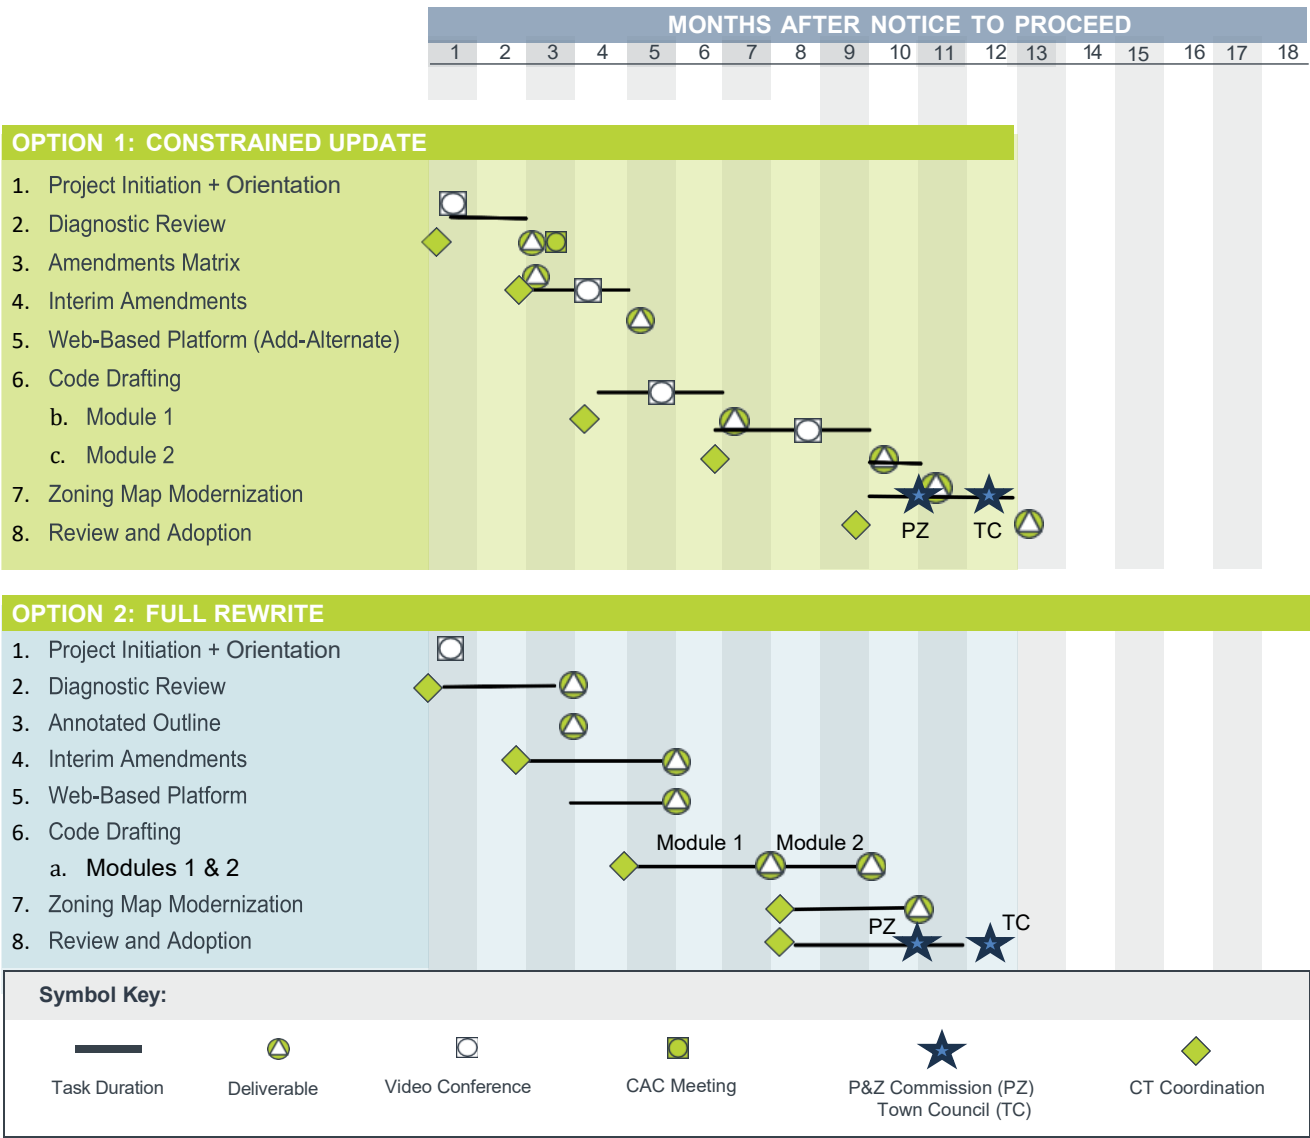 MONTHS AFTER NOTICE TO PROCEED
1 2 3 4 5 6 7 8 9 10 11 12 13 14 15 16 17 18
OPTION 1: CONSTRAINED UPDATE
1. Project Initiation + Orientation
2. Diagnostic Review
3. Amendments Matrix
4. Interim Amendments
5. Web-Based Platform (Add-Alternate)
6. Code Drafting
b. Module 1
c. Module 2
7. Zoning Map Modernization
8. Review and Adoption
PZ TC
OPTION 2: FULL REWRITE
1. Project Initiation + Orientation
2. Diagnostic Review
3. Annotated Outline
4. Interim Amendments
5. Web-Based Platform
6. Code Drafting
Module 1 Module 2
a. Modules 1 & 2
7. Zoning Map Modernization
PZ TC
8. Review and Adoption
Symbol Key:
Task Duration
Deliverable
Video Conference
CAC Meeting
P&Z Commission (PZ)
Town Council (TC)
CT Coordination